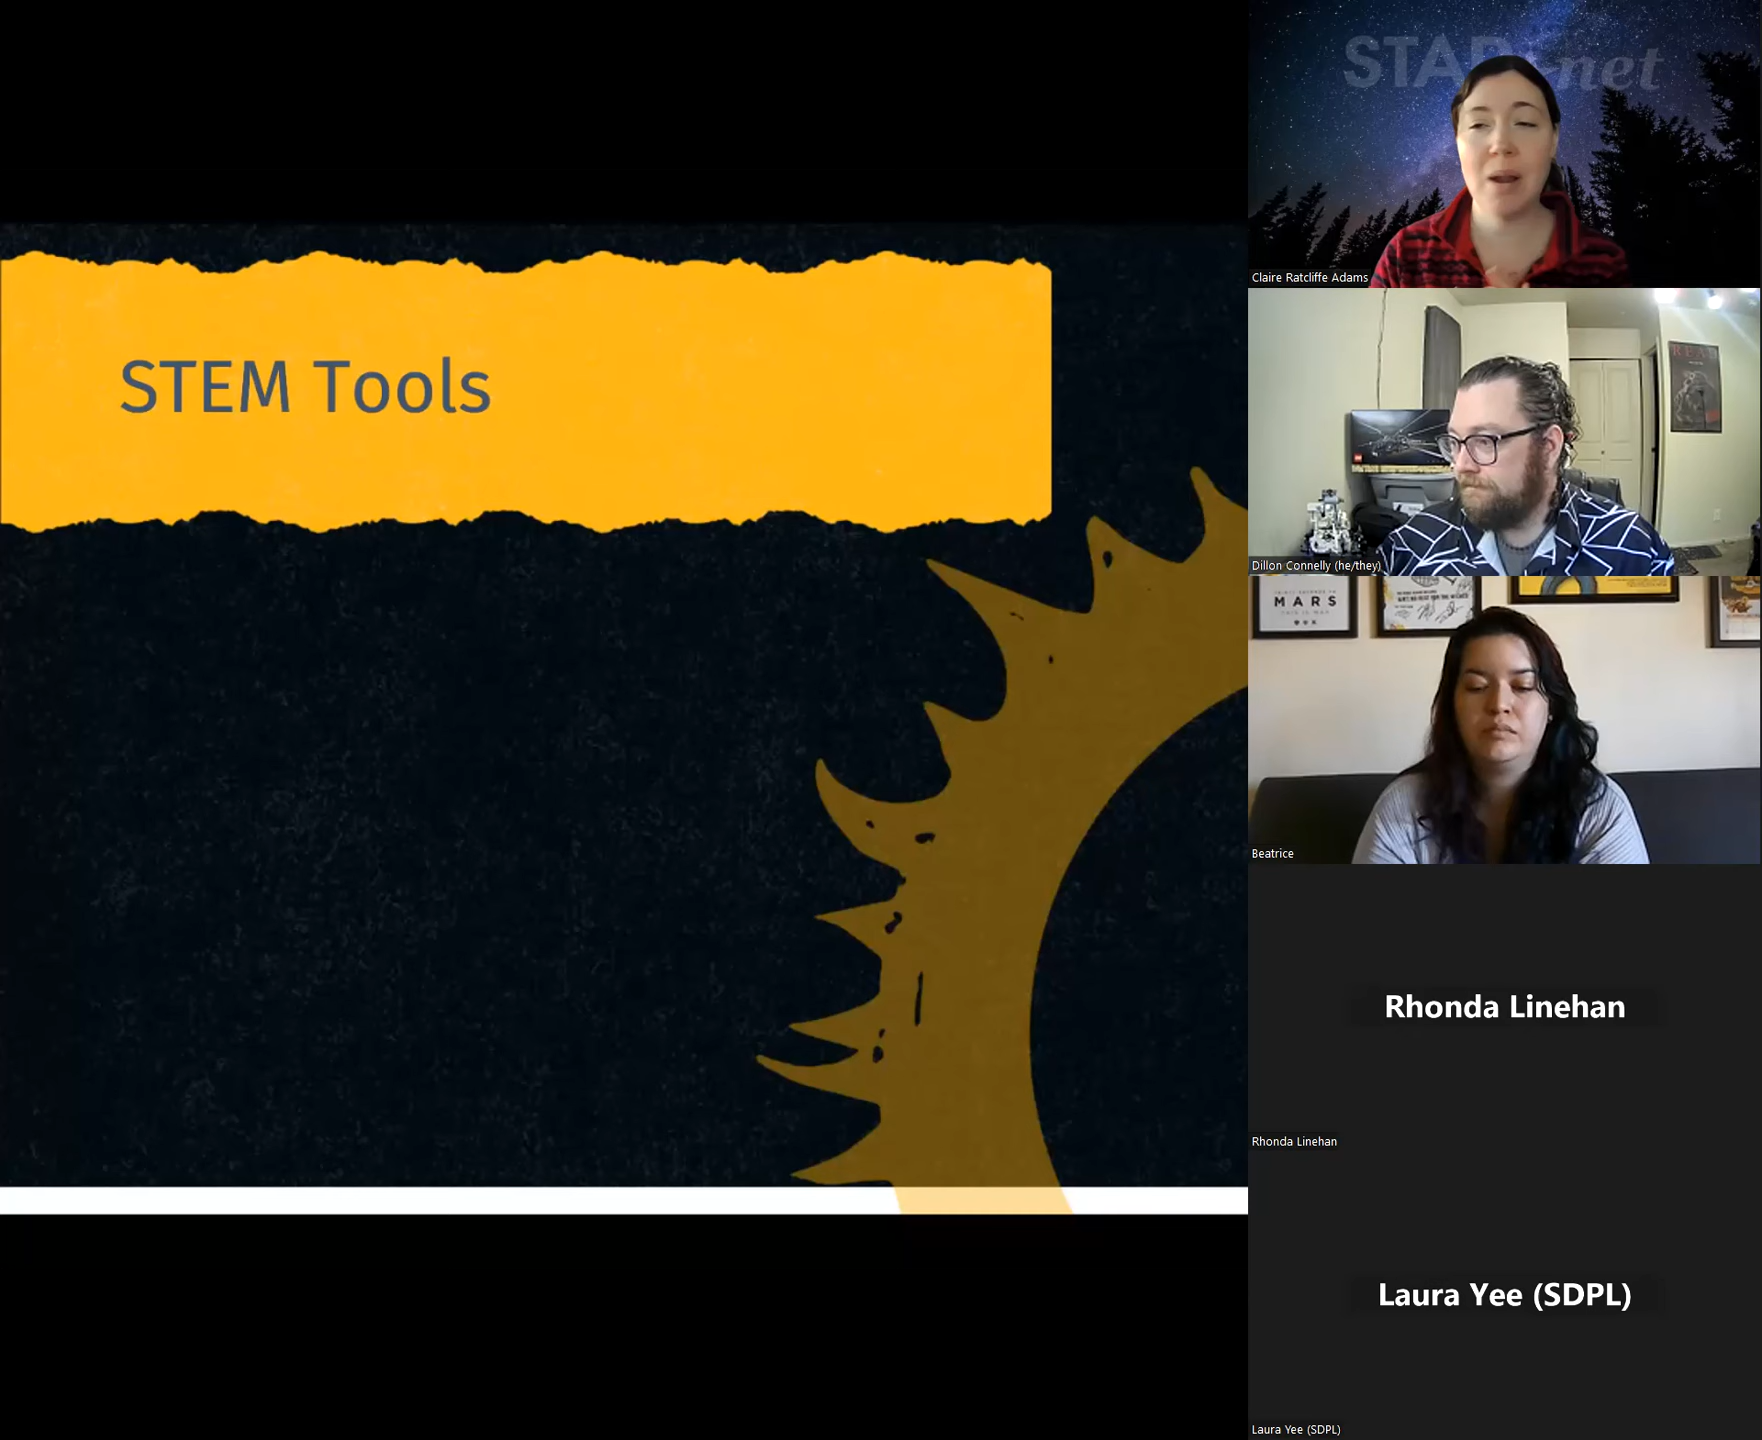 STEM Tools
STAR net
Claire Ratcliffe Adams
READ
Dillon Connelly (he/they)
MARS
Beatrice
Rhonda Linehan
Rhonda Linehan
Laura Yee (SDPL)
Laura Yee (SDPL)